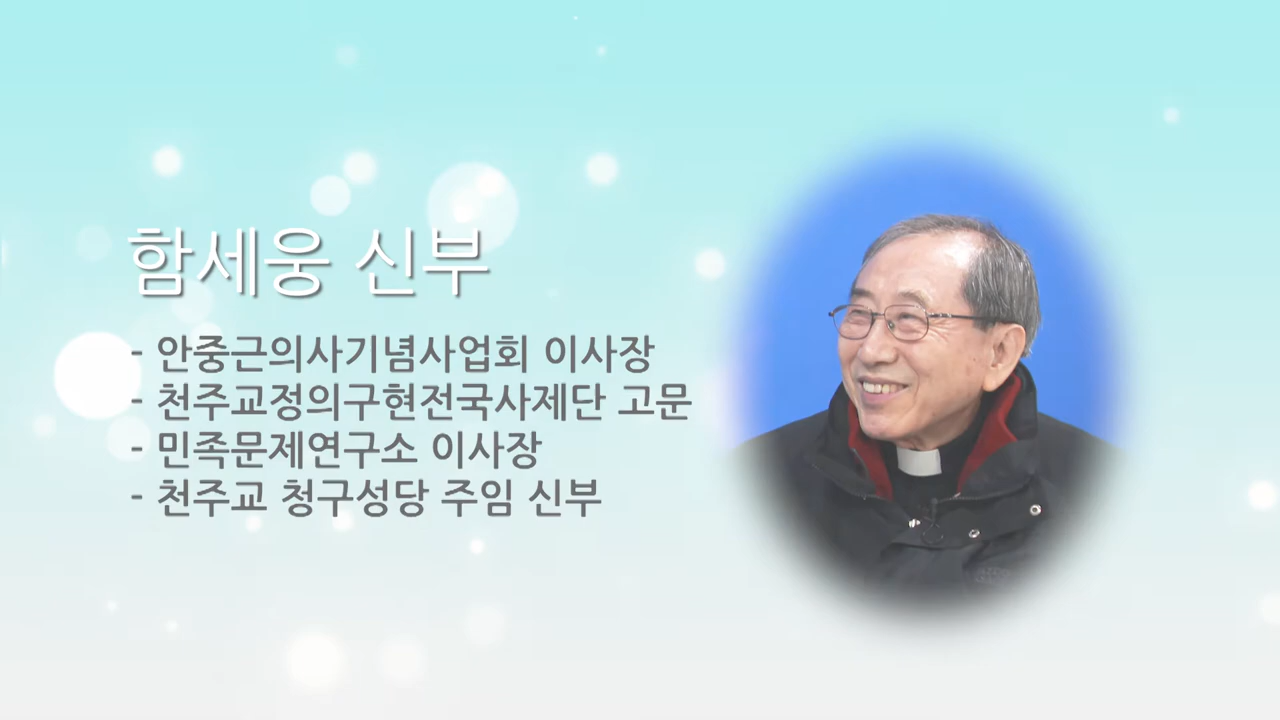 함세웅 신부
- 안중근의사기념사업회 이사장
- 천주교정의구현전국사제단 고문
- 민족문제연구소 이사장
- 천주교 청구성당 주임 신부